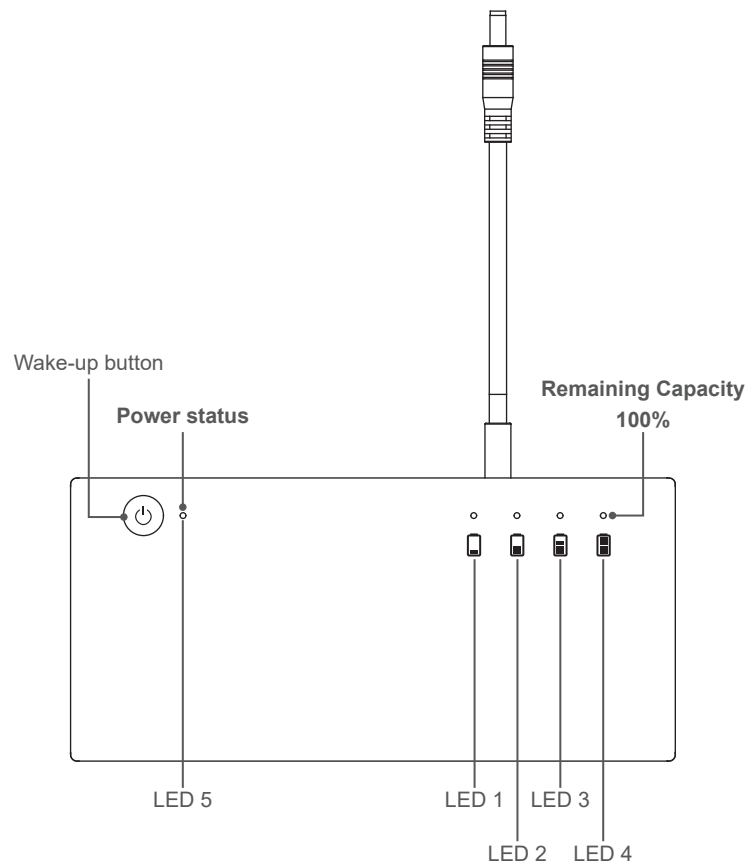 Wake-up button
Power status
Remaining Capacity
100%
LED 5
LED 1
LED 3
LED 2
LED 4